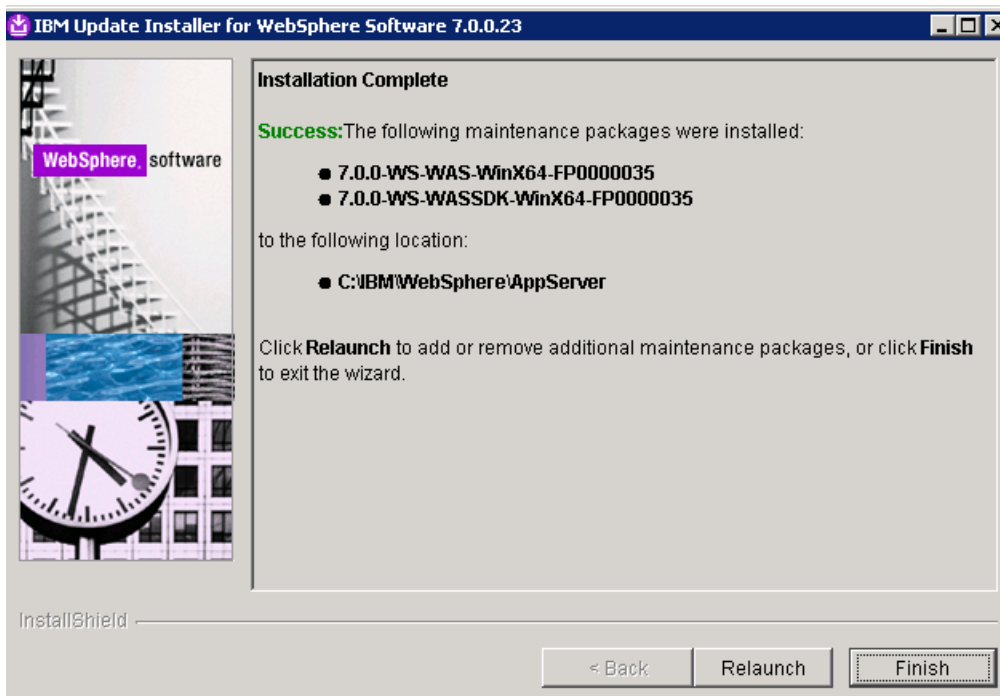 IBM Update Installer for WebSphere Software 7.0.0.23
WebSphere. software
Installation Complete
Success:The following maintenance packages were installed:
7.0.0-WS-WAS-WinX64-FP0000035
7.0.0-WS-WASSDK-WinX64-FP0000035
to the following location:
C:\IBM\WebSphere\AppServer
Click Relaunch to add or remove additional maintenance packages, or click Finish
to exit the wizard.
InstallShield
< Back
Relaunch
Finish